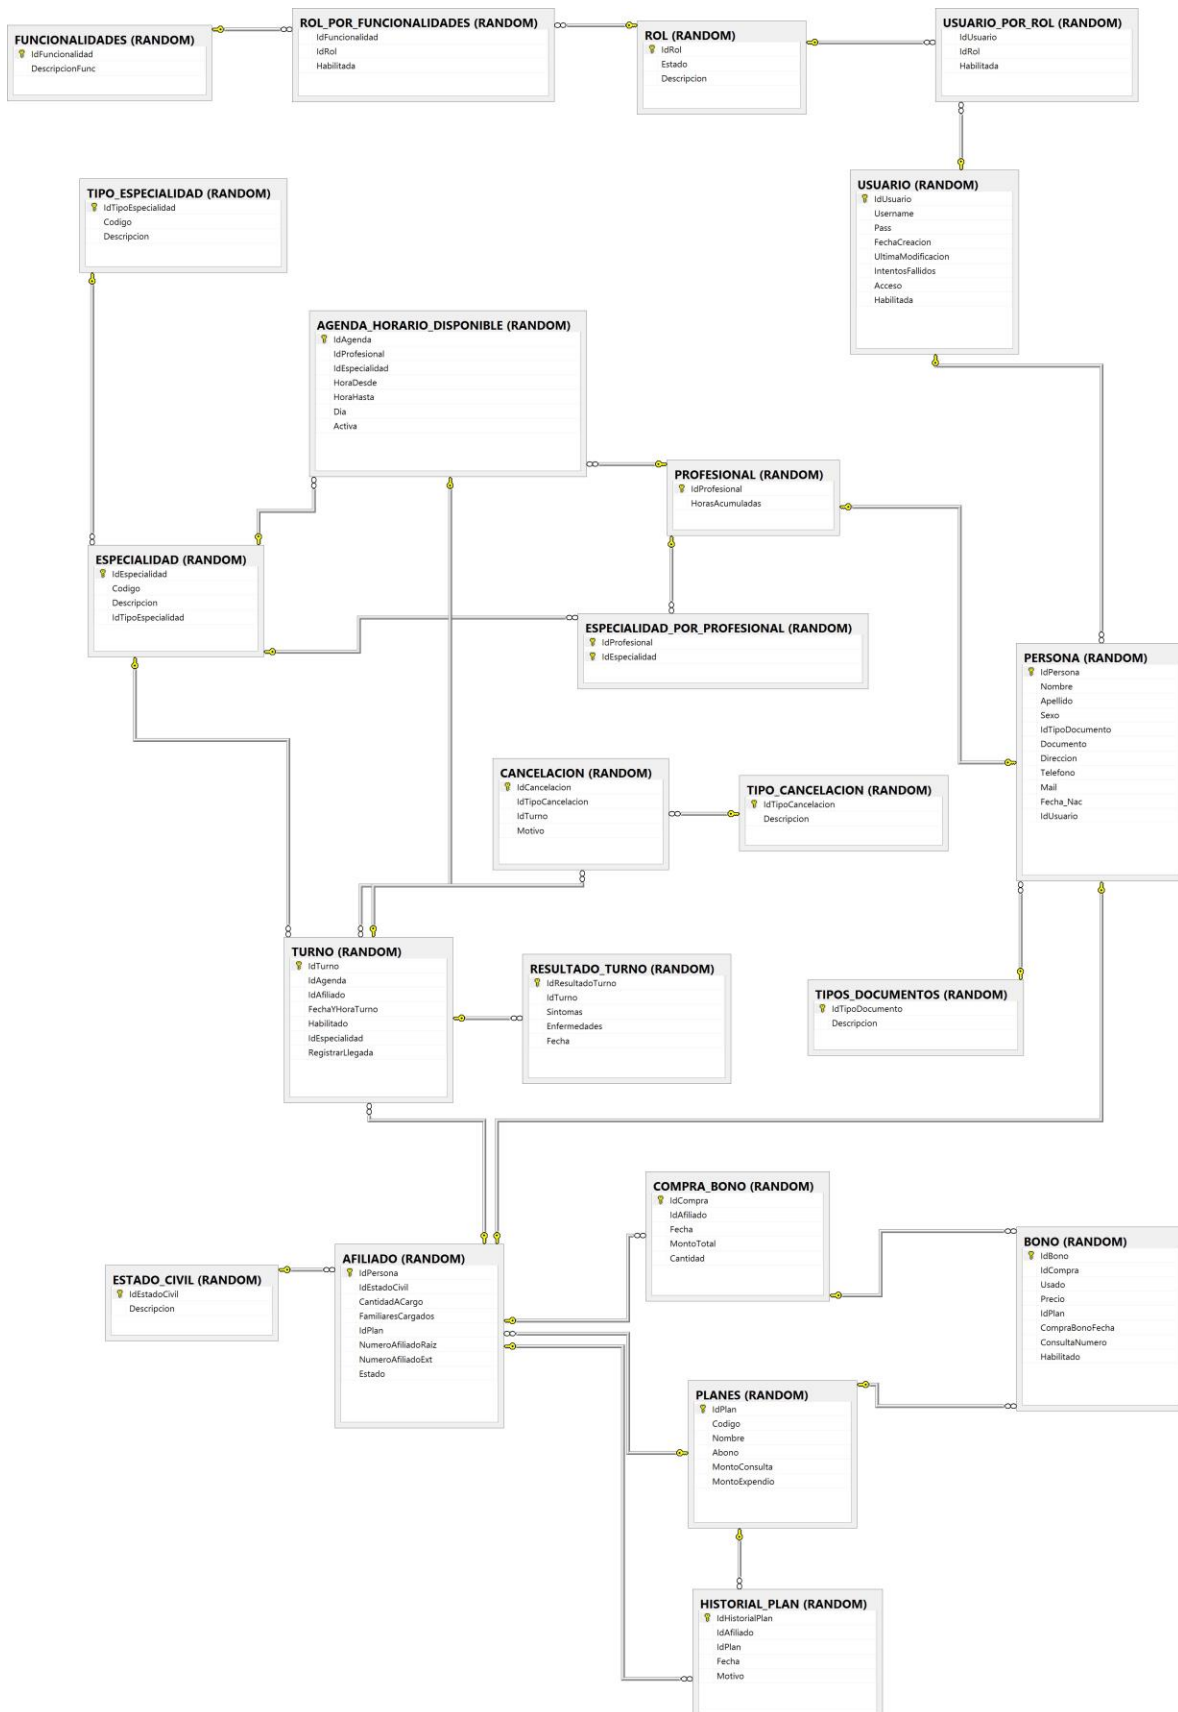 FUNCIONALIDADES (RANDOM)
IdFuncionalidad
DescripcionFunc
ROL_POR_FUNCIONALIDADES (RANDOM)
IdFuncionalidad
IdRol
Habilitada
ROL (RANDOM)
IdRol
Estado
Descripcion
USUARIO_POR_ROL (RANDOM)
IdUsuario
IdRol
Habilitada
TIPO_ESPECIALIDAD (RANDOM)
IdTipoEspecialidad
Codigo
Descripcion
USUARIO (RANDOM)
IdUsuario
Username
Pass
FechaCreacion
UltimaModificacion
IntentosFallidos
Acceso
Habilitada
AGENDA_HORARIO_DISPONIBLE (RANDOM)
IdAgenda
IdProfesional
IdEspecialidad
HoraDesde
HoraHasta
Dia
Activa
PROFESIONAL (RANDOM)
IdProfesional
HorasAcumuladas
ESPECIALIDAD (RANDOM)
IdEspecialidad
Codigo
Descripcion
IdTipoEspecialidad
ESPECIALIDAD_POR_PROFESIONAL (RANDOM)
IdProfesional
IdEspecialidad
PERSONA (RANDOM)
IdPersona
Nombre
Apellido
Sexo
IdTipoDocumento
Documento
Direccion
Telefono
Mail
Fecha_Nac
IdUsuario
CANCELACION (RANDOM)
IdCancelacion
IdTipoCancelacion
IdTurno
Motivo
TIPO_CANCELACION (RANDOM)
IdTipoCancelacion
Descripcion
TURNO (RANDOM)
IdTurno
IdAgenda
IdAfiliado
FechaYHoraTurno
Habilitado
IdEspecialidad
RegistrarLlegada
RESULTADO_TURNO (RANDOM)
IdResultadoTurno
IdTurno
Sintomas
Enfermedades
Fecha
TIPOS_DOCUMENTOS (RANDOM)
IdTipoDocumento
Descripcion
COMPRA_BONO (RANDOM)
IdCompra
IdAfiliado
Fecha
MontoTotal
Cantidad
BONO (RANDOM)
IdBono
IdCompra
Usado
Precio
IdPlan
CompraBonoFecha
ConsultaNumero
Habilitado
AFILIADO (RANDOM)
IdPersona
IdEstadoCivil
CantidadACargo
FamiliaresCargados
IdPlan
NumeroAfiliadoRaiz
NumeroAfiliadoExt
Estado
ESTADO_CIVIL (RANDOM)
IdEstadoCivil
Descripcion
PLANES (RANDOM)
IdPlan
Codigo
Nombre
Abono
MontoConsulta
MontoExpendio
HISTORIAL_PLAN (RANDOM)
IdHistorialPlan
IdAfiliado
IdPlan
Fecha
Motivo